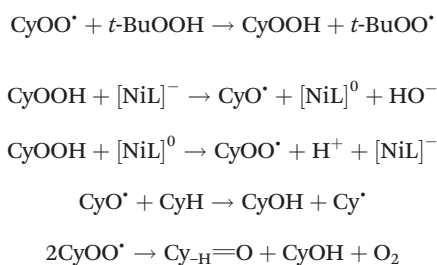 CyOO• + t-BuOOH → CyOOH + t-BuOO•
CyOOH + [NiL]⁻ → CyO• + [NiL]⁰ + HO⁻
CyOOH + [NiL]⁰ → CyOO• + H⁺ + [NiL]⁻
CyO• + CyH → CyOH + Cy•
2CyOO• → Cy₋H=O + CyOH + O₂